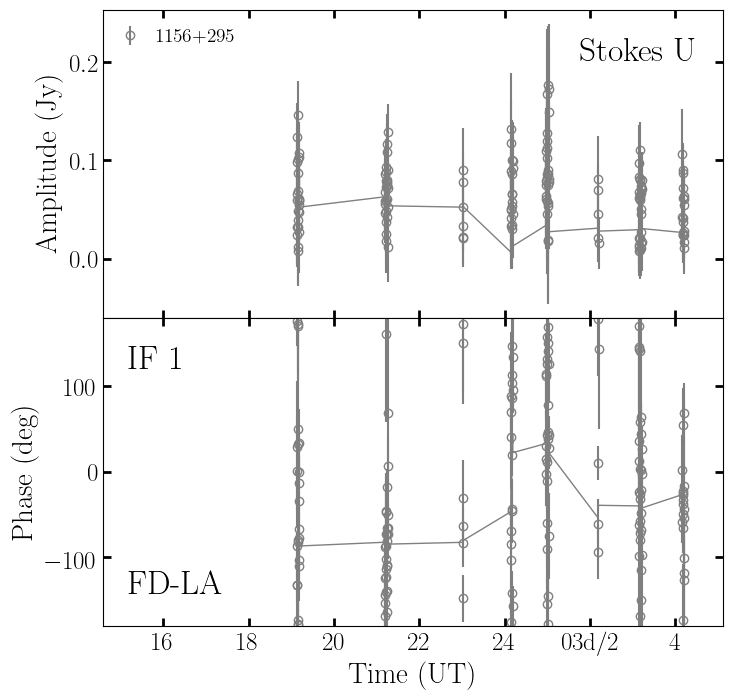 1156+295
Stokes U
0.2
0.1
0.0
Amplitude (Jy)
IF 1
100
0
−100
Phase (deg)
FD-LA
16 18 20 22 24 03d/2 4
Time (UT)